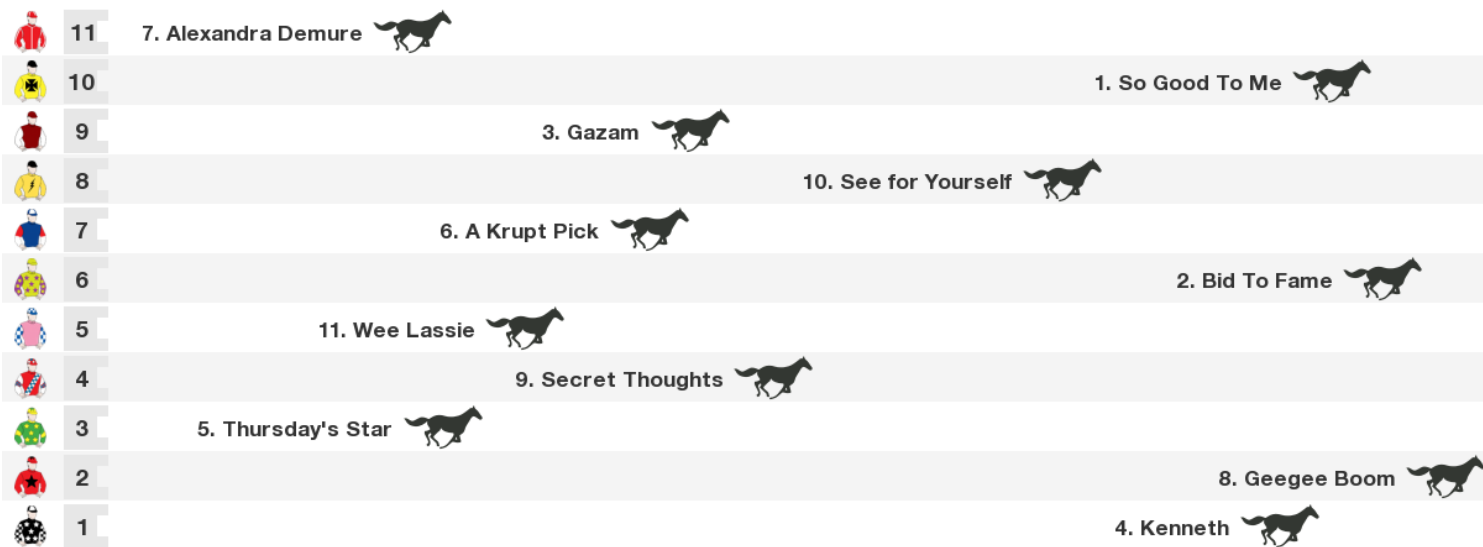 11 7. Alexandra Demure
10 1. So Good To Me
9 3. Gazam
8 10. See for Yourself
7 6. A Krupt Pick
6 2. Bid To Fame
5 11. Wee Lassie
4 9. Secret Thoughts
3 5. Thursday's Star
2 8. Geegee Boom
1 4. Kenneth